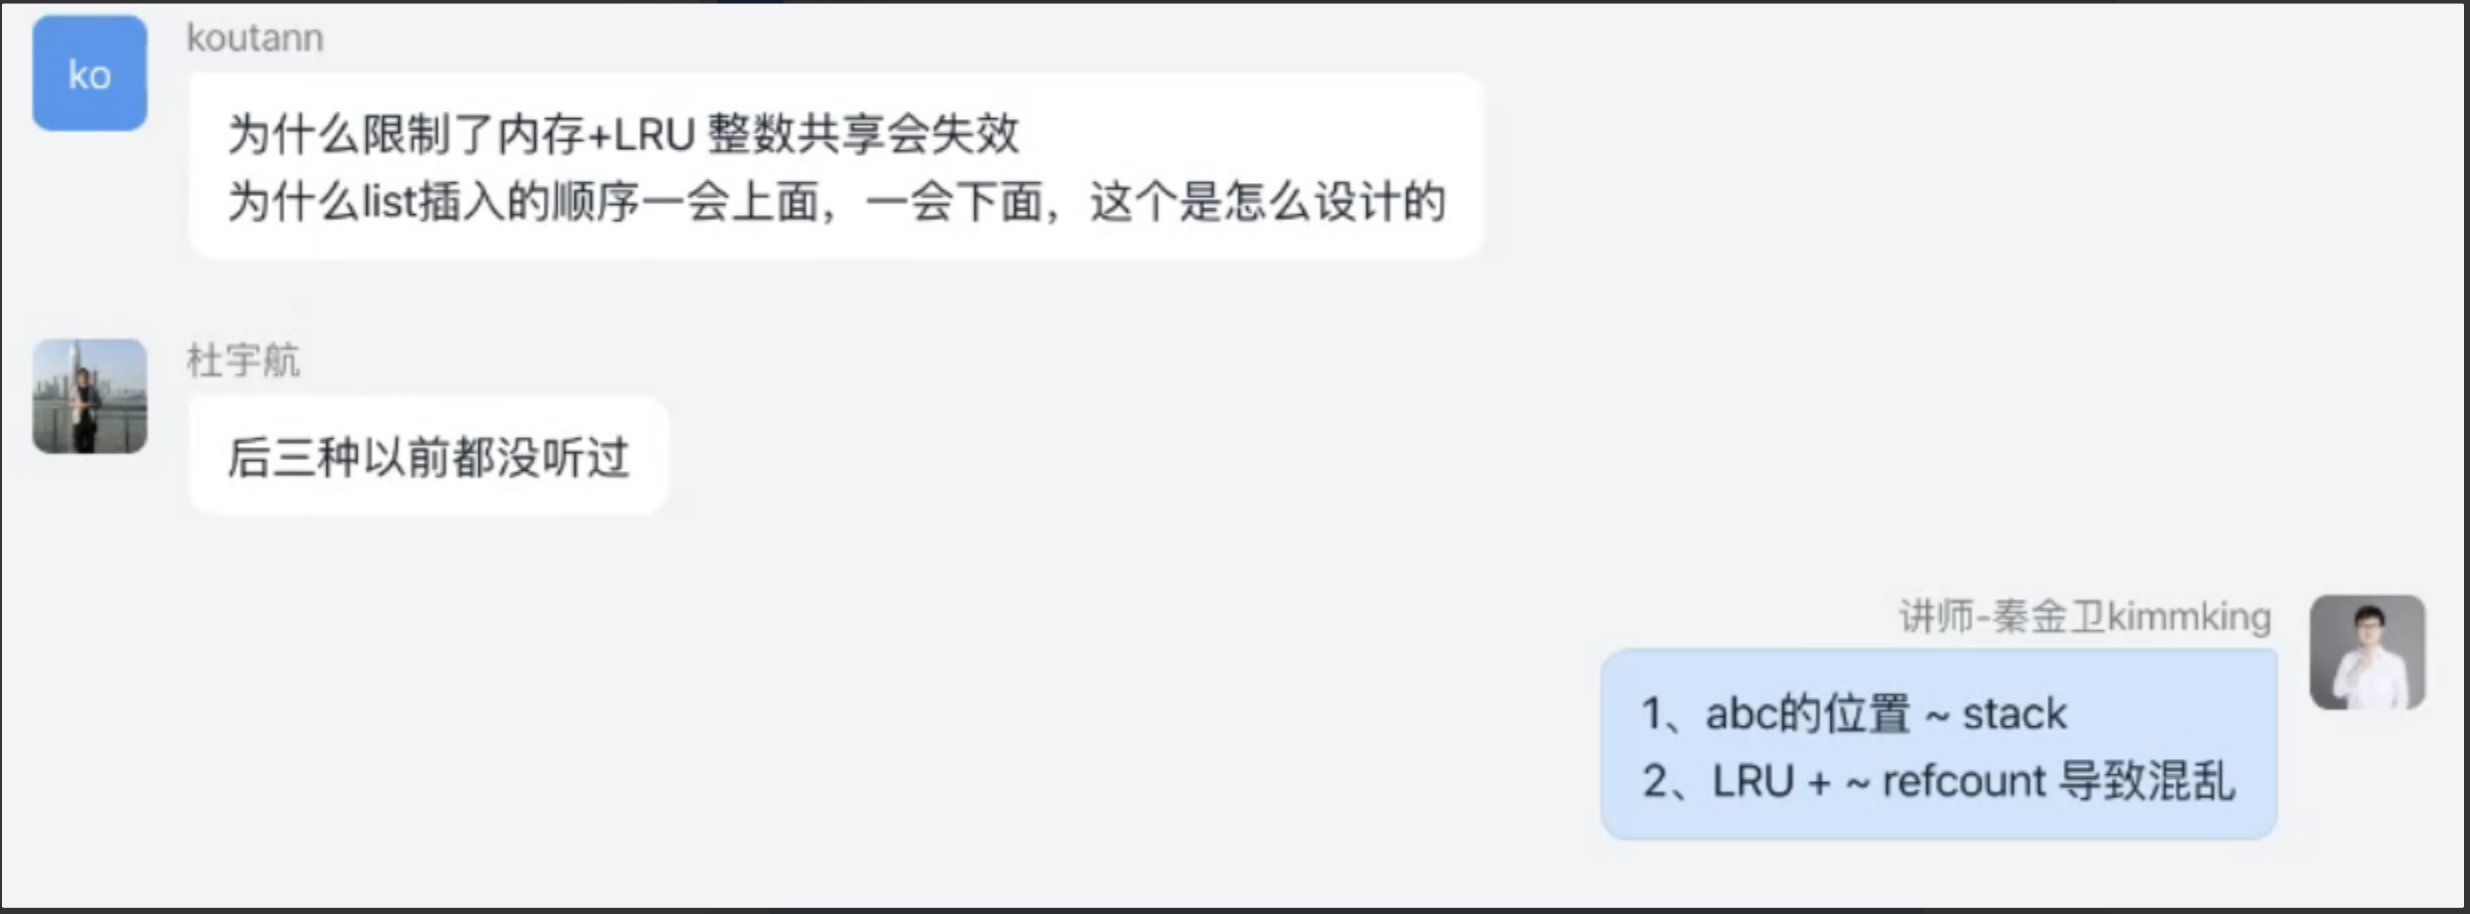 koutann
ko
为什么限制了内存+LRU 整数共享会失效
为什么list插入的顺序一会上面，一会下面，这个是怎么设计的
杜宇航
后三种以前都没听过
讲师-秦金卫kimmking
1、abc的位置 ~ stack
2、LRU + ~ refcount 导致混乱